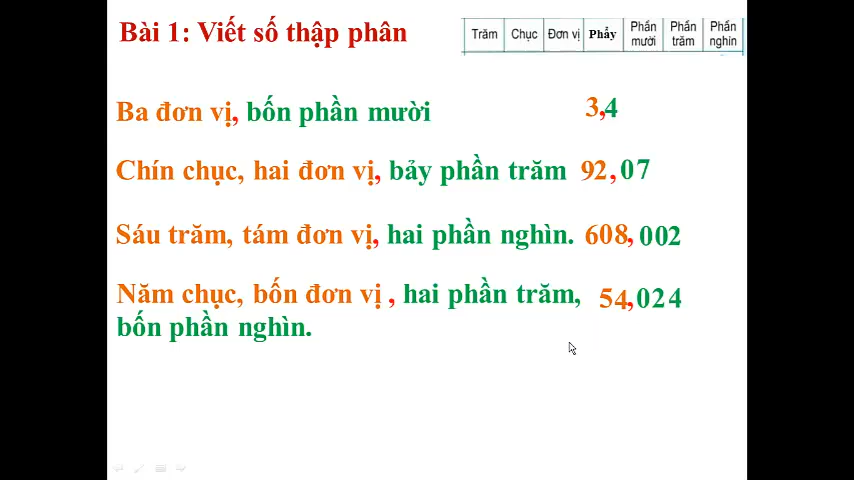 Bài 1: Viết số thập phân
Trăm Chục Đơn vị Phẩy Phần mười Phần trăm Phần nghìn
Ba đơn vị, bốn phần mười 3,4
Chín chục, hai đơn vị, bảy phần trăm 92,07
Sáu trăm, tám đơn vị, hai phần nghìn. 608,002
Năm chục, bốn đơn vị , hai phần trăm, 54,024
bốn phần nghìn.